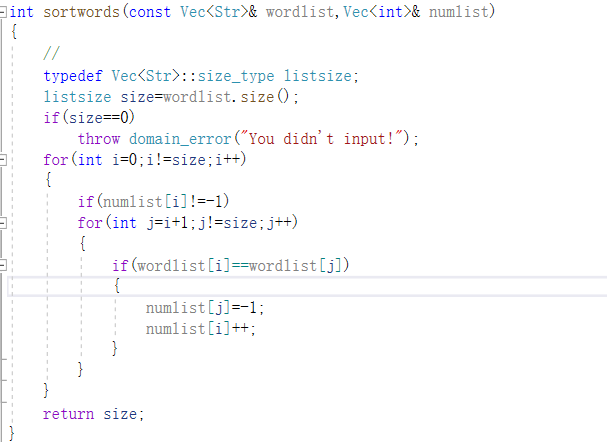 int sortwords(const Vec<Str>& wordlist,Vec<int>& numlist)
{
    //
    typedef Vec<Str>::size_type listsize;
    listsize size=wordlist.size();
    if(size==0)
        throw domain_error("You didn't input!");
    for(int i=0;i!=size;i++)
    {
        if(numlist[i]!=-1)
        for(int j=i+1;j!=size;j++)
        {
            if(wordlist[i]==wordlist[j])
            {
                numlist[j]=-1;
                numlist[i]++;
            }
        }
    }
    return size;
}